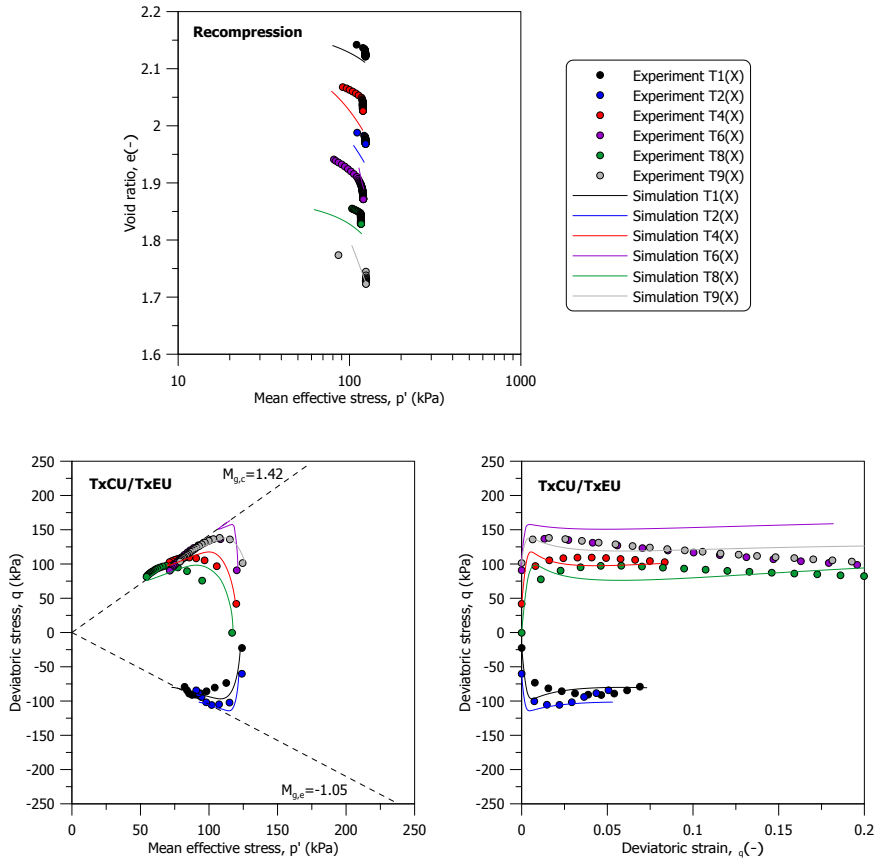 Recompression
2.2
2.1
2
1.9
1.8
1.7
1.6
Void ratio, e(-)
10
100
1000
Mean effective stress, p' (kPa)
Experiment T1(X)
Experiment T2(X)
Experiment T4(X)
Experiment T6(X)
Experiment T8(X)
Experiment T9(X)
Simulation T1(X)
Simulation T2(X)
Simulation T4(X)
Simulation T6(X)
Simulation T8(X)
Simulation T9(X)
TxCU/TxEU
Mg,c=1.42
Mg,e=-1.05
250
200
150
100
50
0
-50
-100
-150
-200
-250
Deviatoric stress, q (kPa)
0
50
100
150
200
250
Mean effective stress, p' (kPa)
TxCU/TxEU
250
200
150
100
50
0
-50
-100
-150
-200
-250
Deviatoric stress, q (kPa)
0
0.05
0.1
0.15
0.2
Deviatoric strain, q(-)